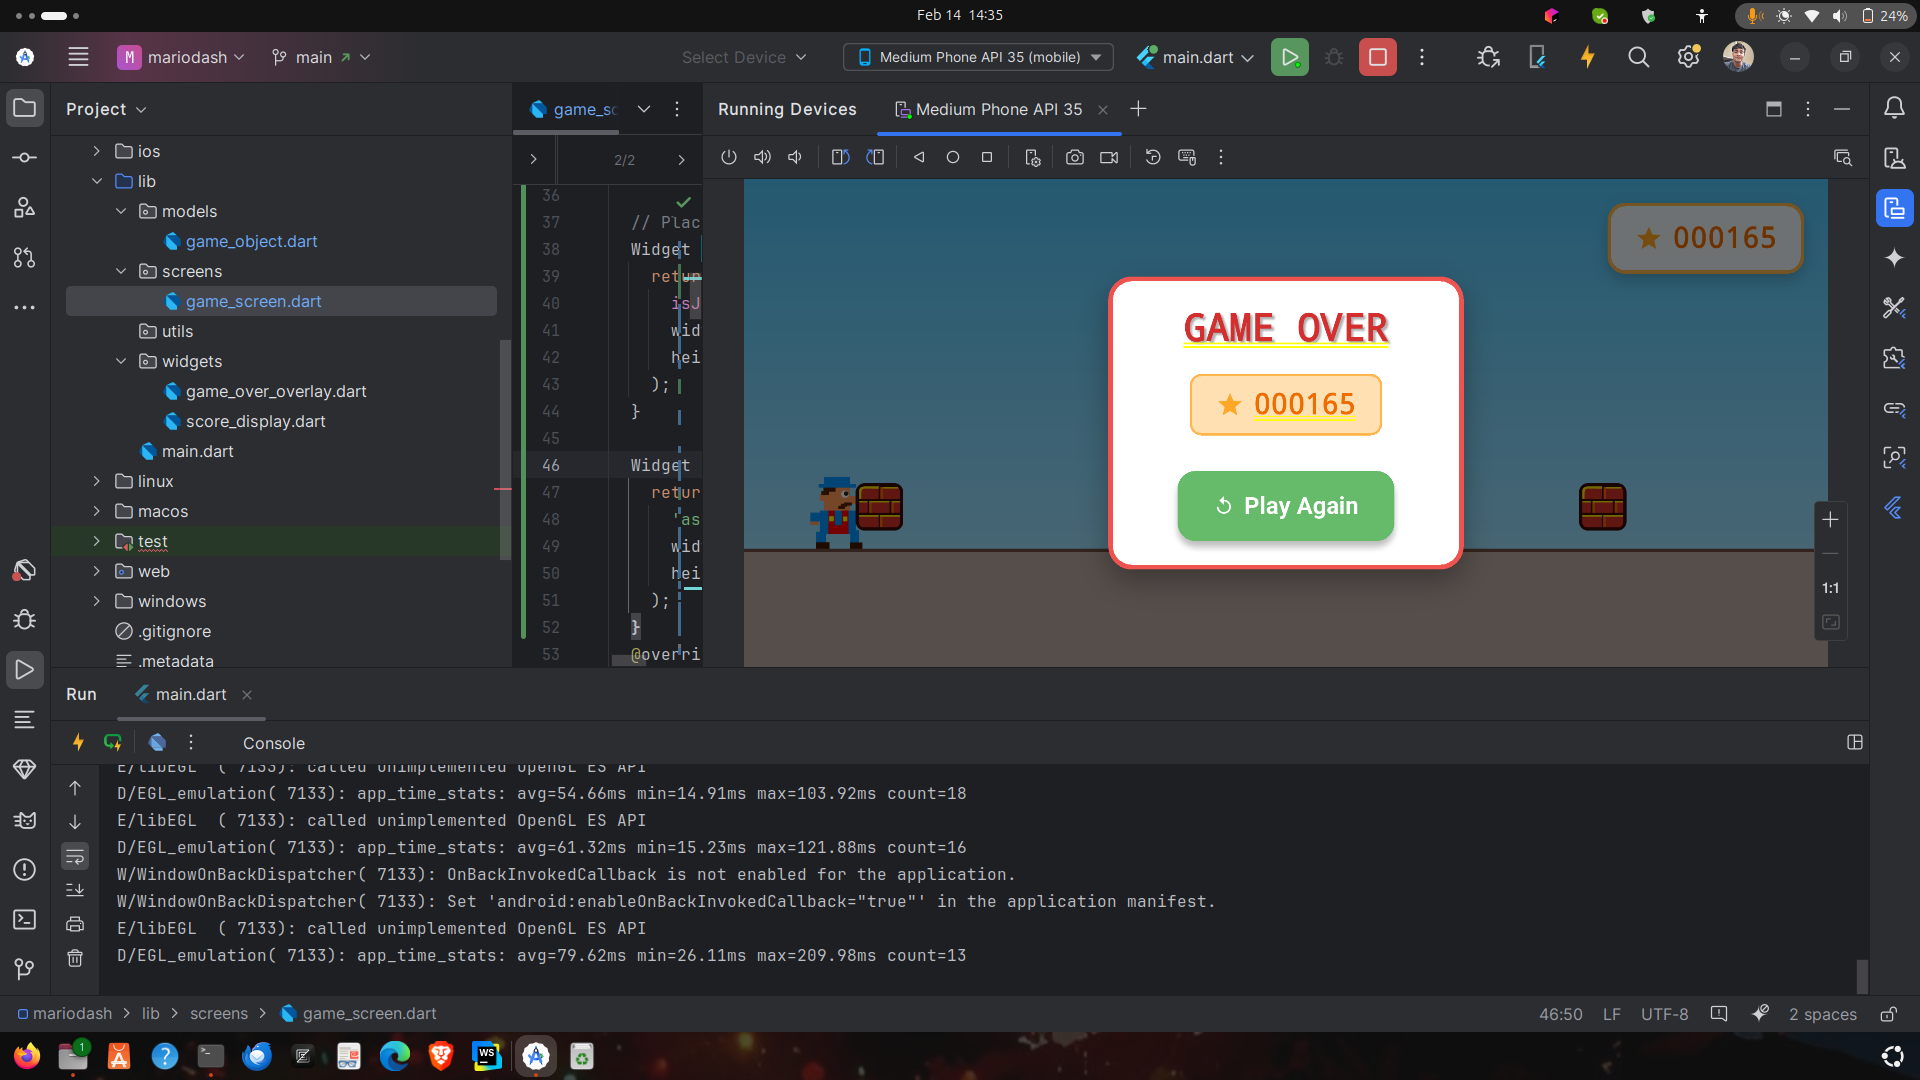 Feb 14 14:35
24%
M mariodash
main
Select Device
Medium Phone API 35 (mobile)
main.dart
Project
ios
lib
models
game_object.dart
screens
game_screen.dart
utils
widgets
game_over_overlay.dart
score_display.dart
main.dart
linux
macos
test
web
windows
.gitignore
.metadata
game_sc
2/2
36
37 // Plac
38 Widget
39 retur
40 isJ
41 wid
42 hei
43 );
44 }
45
46 Widget
47 retur
48 'as
49 wid
50 hei
51 );
52 }
53 @overri
Running Devices
Medium Phone API 35
000165
GAME OVER
000165
Play Again
1:1
Run
main.dart
Console
E/libEGL ( 7133): called unimplemented OpenGL ES API
D/EGL_emulation( 7133): app_time_stats: avg=54.66ms min=14.91ms max=103.92ms count=18
E/libEGL ( 7133): called unimplemented OpenGL ES API
D/EGL_emulation( 7133): app_time_stats: avg=61.32ms min=15.23ms max=121.88ms count=16
W/WindowOnBackDispatcher( 7133): OnBackInvokedCallback is not enabled for the application.
W/WindowOnBackDispatcher( 7133): Set 'android:enableOnBackInvokedCallback="true"' in the application manifest.
E/libEGL ( 7133): called unimplemented OpenGL ES API
D/EGL_emulation( 7133): app_time_stats: avg=79.62ms min=26.11ms max=209.98ms count=13
mariodash > lib > screens > game_screen.dart
46:50
LF
UTF-8
2 spaces
1
WS